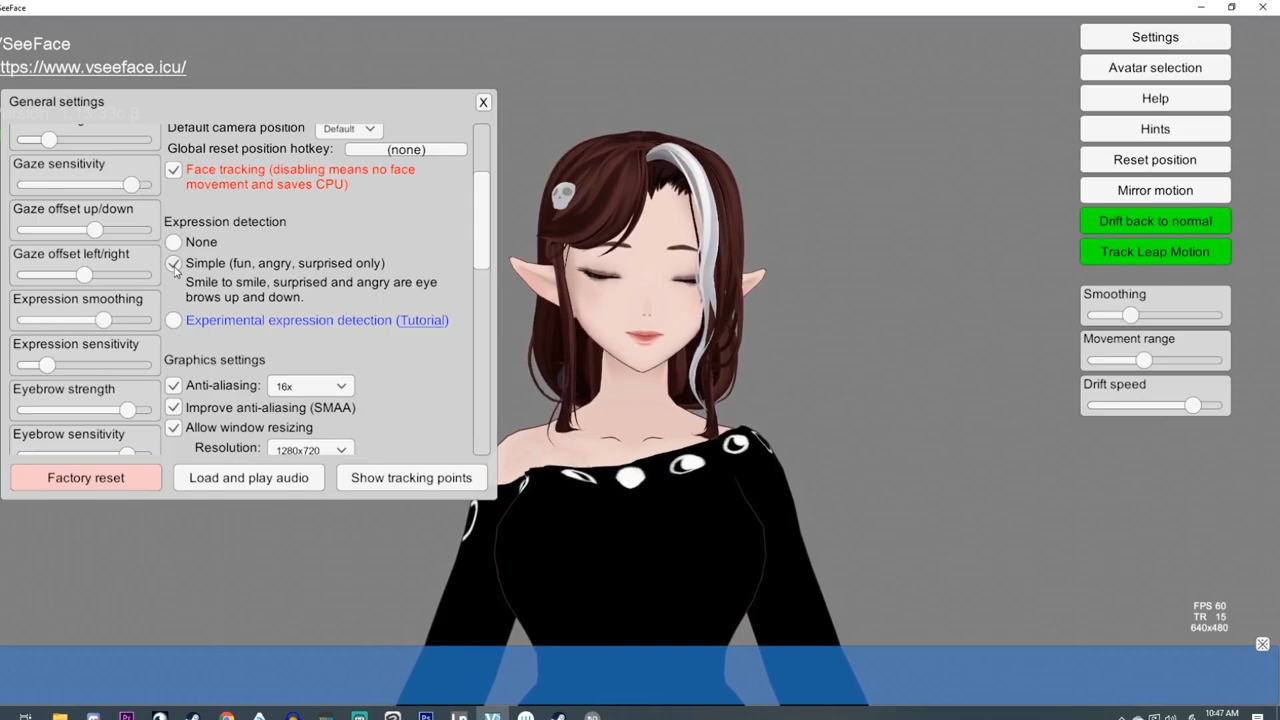 SeeFace
VSeeFace
ttps://www.vseeface.icu/
General settings
X
Default camera position
Default
Global reset position hotkey:
(none)
Gaze sensitivity
Face tracking (disabling means no face
movement and saves CPU)
Gaze offset up/down
Expression detection
None
Gaze offset left/right
Simple (fun, angry, surprised only)
Smile to smile, surprised and angry are eye
brows up and down.
Expression smoothing
Experimental expression detection (Tutorial)
Expression sensitivity
Graphics settings
Anti-aliasing:
16x
Eyebrow strength
Improve anti-aliasing (SMAA)
Allow window resizing
Eyebrow sensitivity
Resolution:
1280x720
Factory reset
Load and play audio
Show tracking points
Settings
Avatar selection
Help
Hints
Reset position
Mirror motion
Drift back to normal
Track Leap Motion
Smoothing
Movement range
Drift speed
FPS 60
TR 15
640x480
10:47 AM